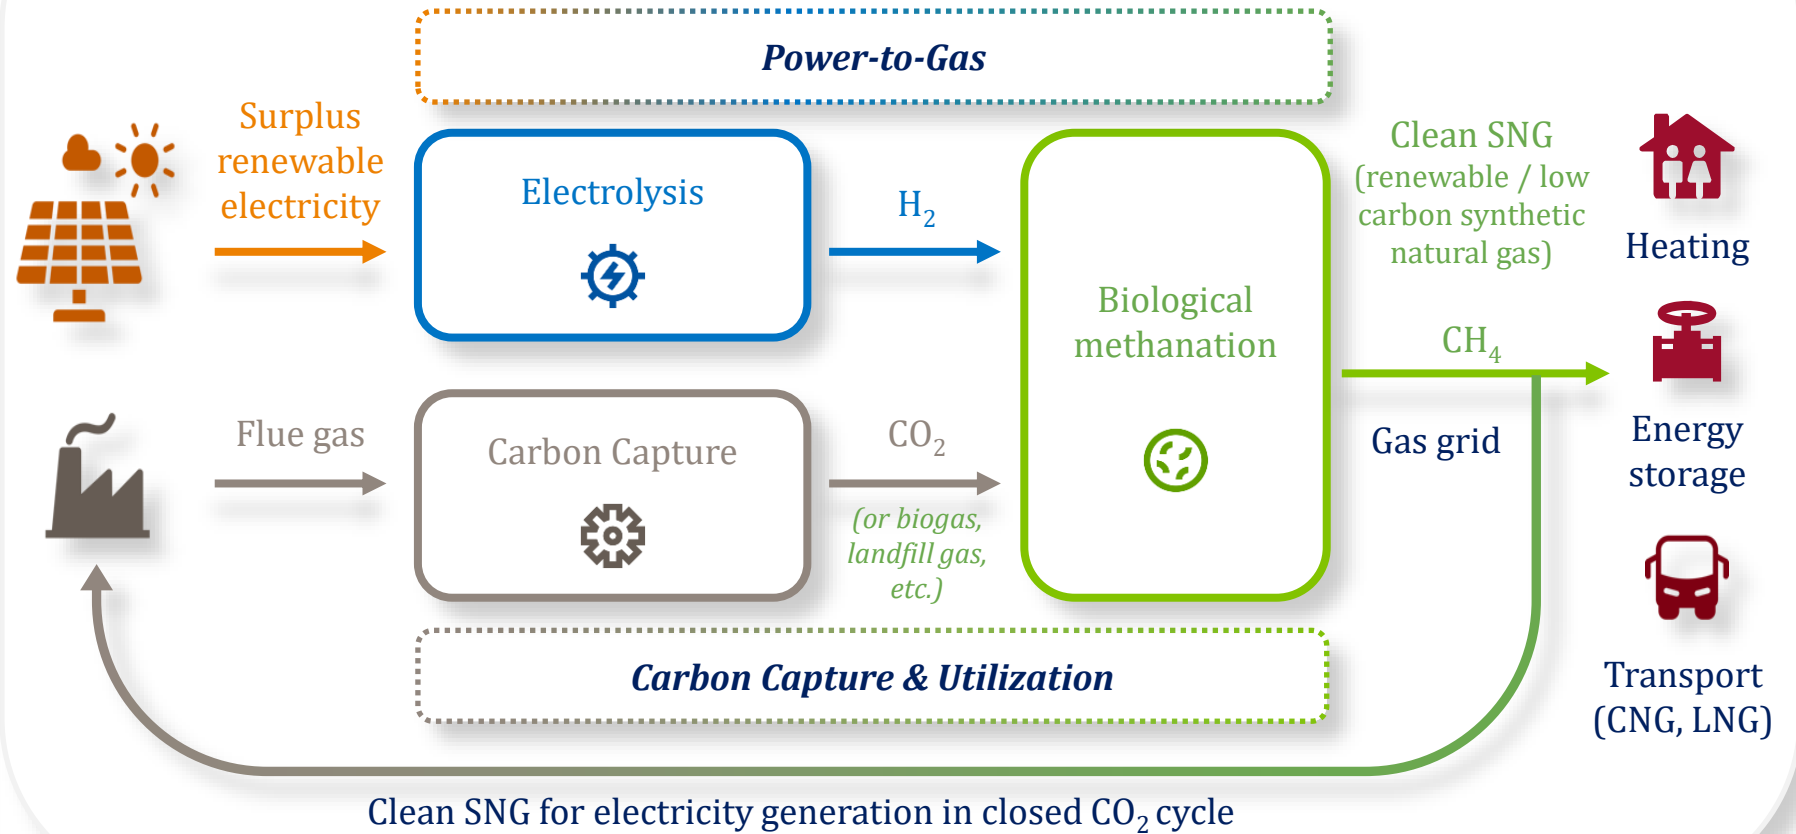 Power-to-Gas
Surplus
renewable
electricity
Electrolysis
H₂
Biological
methanation
Clean SNG
(renewable / low
carbon synthetic
natural gas)
Heating
CH₄
Gas grid
Energy
storage
Flue gas
Carbon Capture
CO₂
(or biogas,
landfill gas,
etc.)
Carbon Capture & Utilization
Transport
(CNG, LNG)
Clean SNG for electricity generation in closed CO₂ cycle